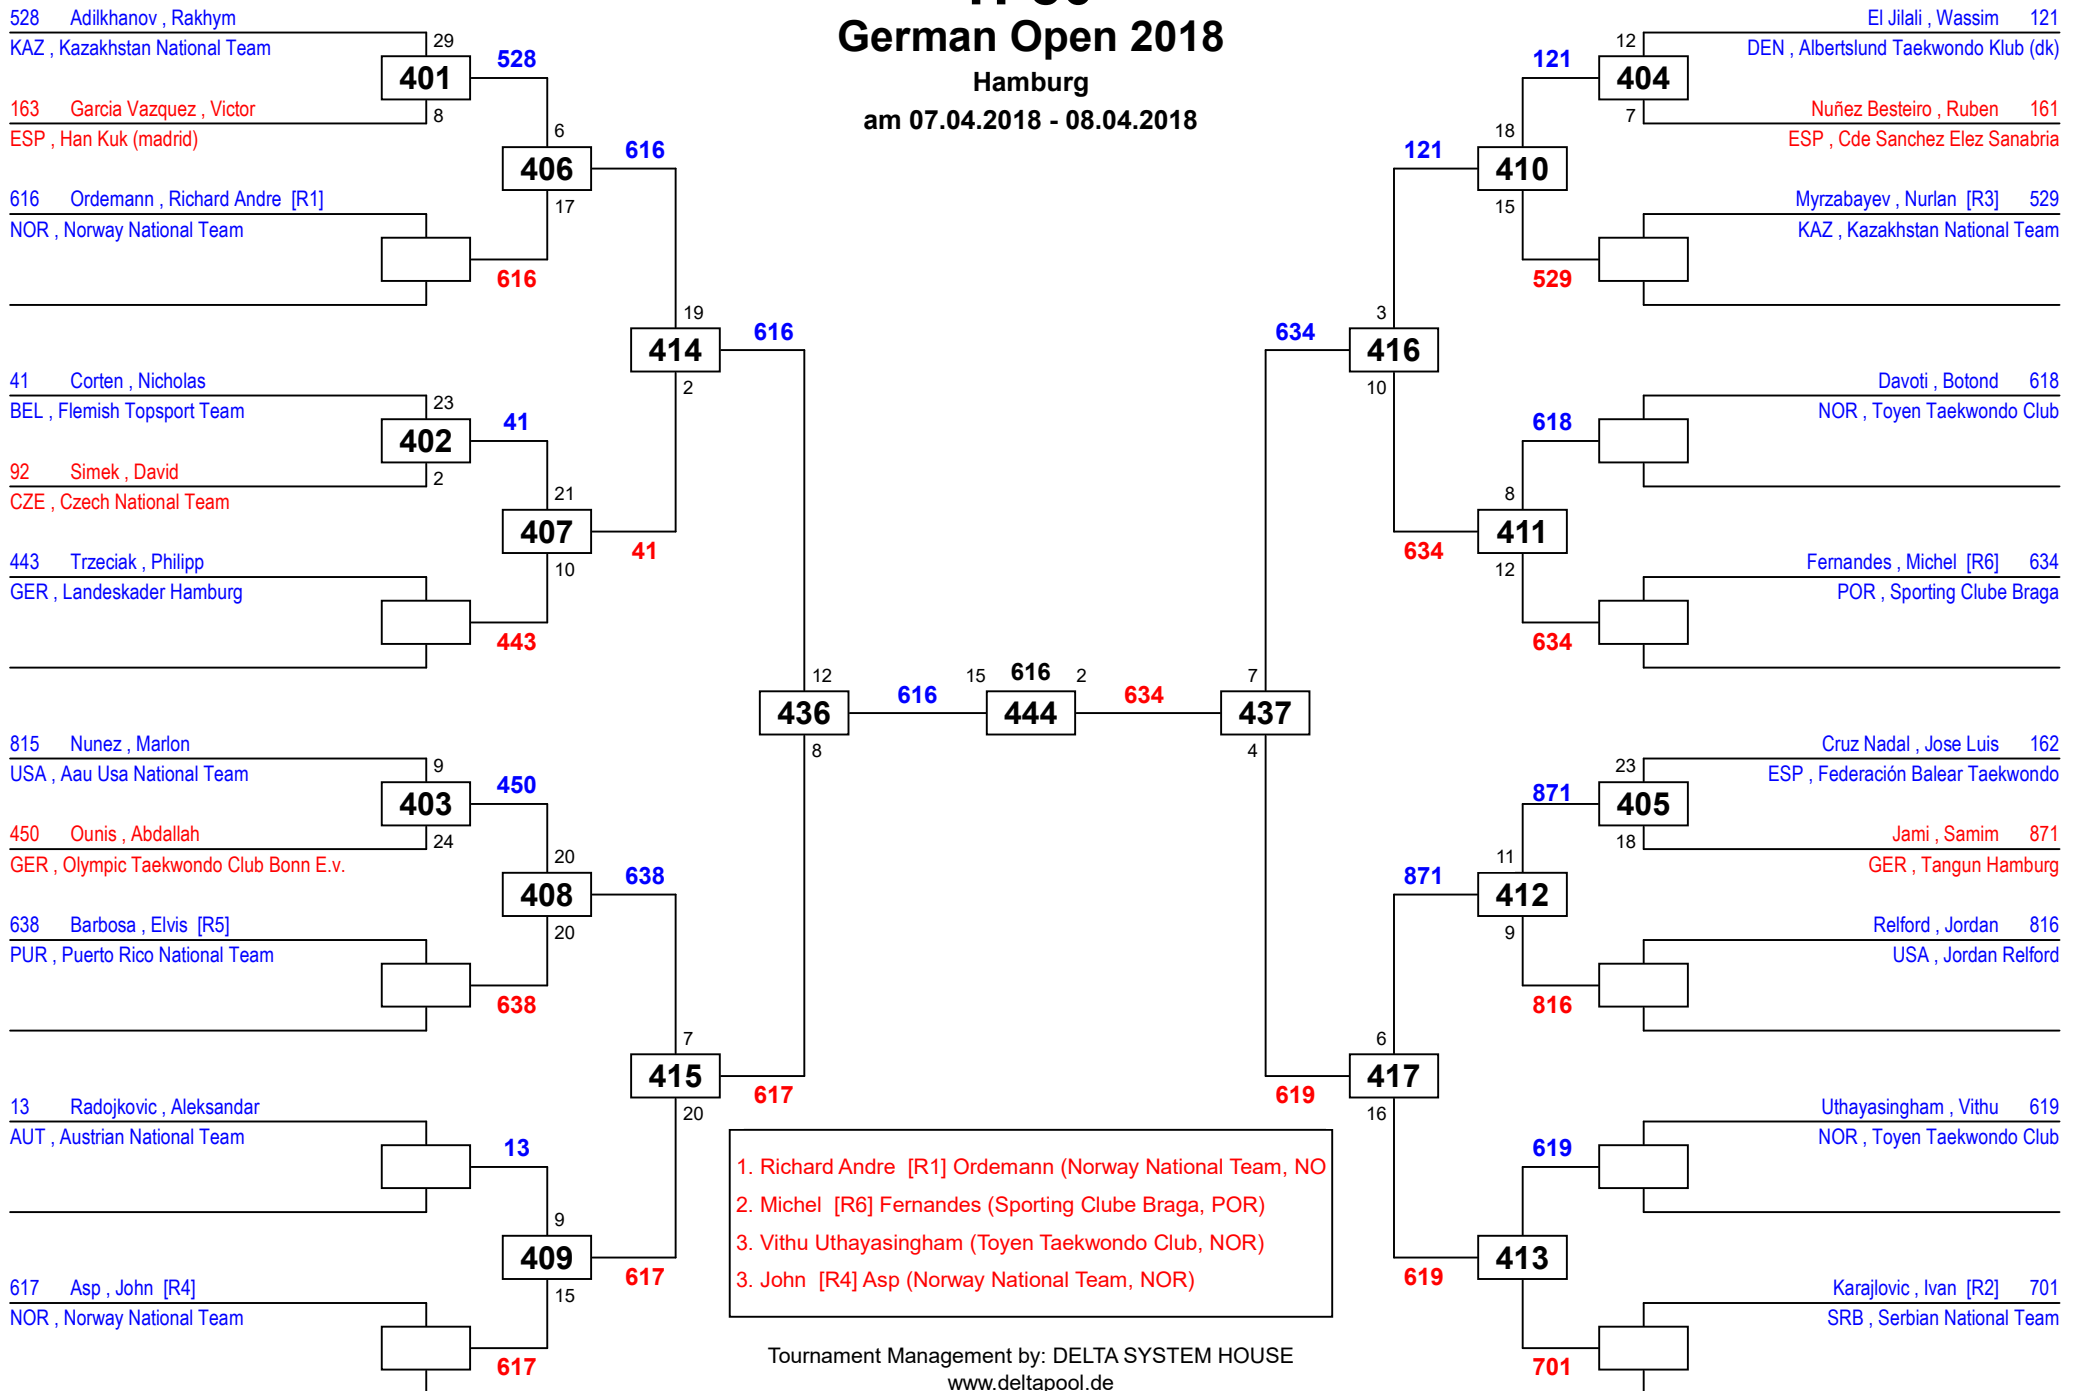 German Open 2018
Hamburg
am 07.04.2018 - 08.04.2018
528 Adilkhanov , Rakhym
KAZ , Kazakhstan National Team
29
401
528
163 Garcia Vazquez , Victor
8
ESP , Han Kuk (madrid)
6
406
616
17
616 Ordemann , Richard Andre [R1]
NOR , Norway National Team
616
19
414
616
2
41 Corten , Nicholas
BEL , Flemish Topsport Team
23
402
41
92 Simek , David
2
CZE , Czech National Team
21
407
41
10
443 Trzeciak , Philipp
GER , Landeskader Hamburg
443
12
436
616
8
815 Nunez , Marlon
USA , Aau Usa National Team
9
403
450
450 Ounis , Abdallah
24
GER , Olympic Taekwondo Club Bonn E.v.
20
408
638
20
638 Barbosa , Elvis [R5]
PUR , Puerto Rico National Team
638
7
415
617
20
13 Radojkovic , Aleksandar
AUT , Austrian National Team
13
9
409
617
15
617 Asp , John [R4]
NOR , Norway National Team
617
15 616 2
444
634
El Jilali , Wassim 121
DEN , Albertslund Taekwondo Klub (dk)
12
121
404
Nuñez Besteiro , Ruben 161
7
ESP , Cde Sanchez Elez Sanabria
18
121
410
15
Myrzabayev , Nurlan [R3] 529
KAZ , Kazakhstan National Team
529
3
634
416
10
Davoti , Botond 618
NOR , Toyen Taekwondo Club
618
8
411
634
12
Fernandes , Michel [R6] 634
POR , Sporting Clube Braga
634
7
437
4
Cruz Nadal , Jose Luis 162
ESP , Federación Balear Taekwondo
23
871
405
Jami , Samim 871
18
GER , Tangun Hamburg
11
871
412
9
Relford , Jordan 816
USA , Jordan Relford
816
6
619
417
16
Uthayasingham , Vithu 619
NOR , Toyen Taekwondo Club
619
413
619
Karajlovic , Ivan [R2] 701
SRB , Serbian National Team
701
1. Richard Andre [R1] Ordemann (Norway National Team, NO
2. Michel [R6] Fernandes (Sporting Clube Braga, POR)
3. Vithu Uthayasingham (Toyen Taekwondo Club, NOR)
3. John [R4] Asp (Norway National Team, NOR)
Tournament Management by: DELTA SYSTEM HOUSE
www.deltapool.de